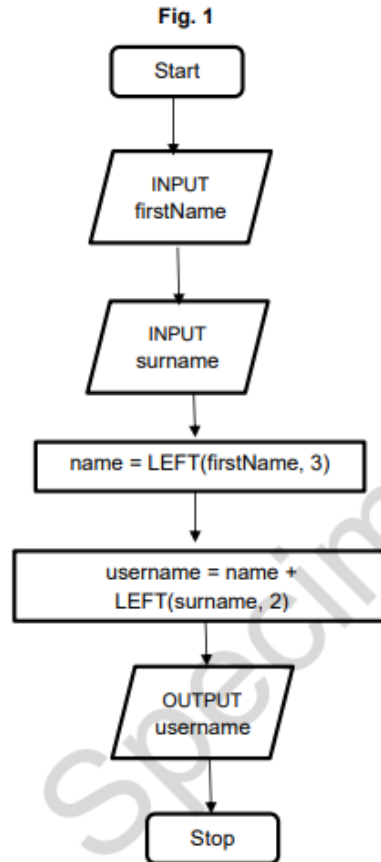 Fig. 1
Start
INPUT
firstName
INPUT
surname
name = LEFT(firstName, 3)
username = name +
LEFT(surname, 2)
OUTPUT
username
Stop
Specim